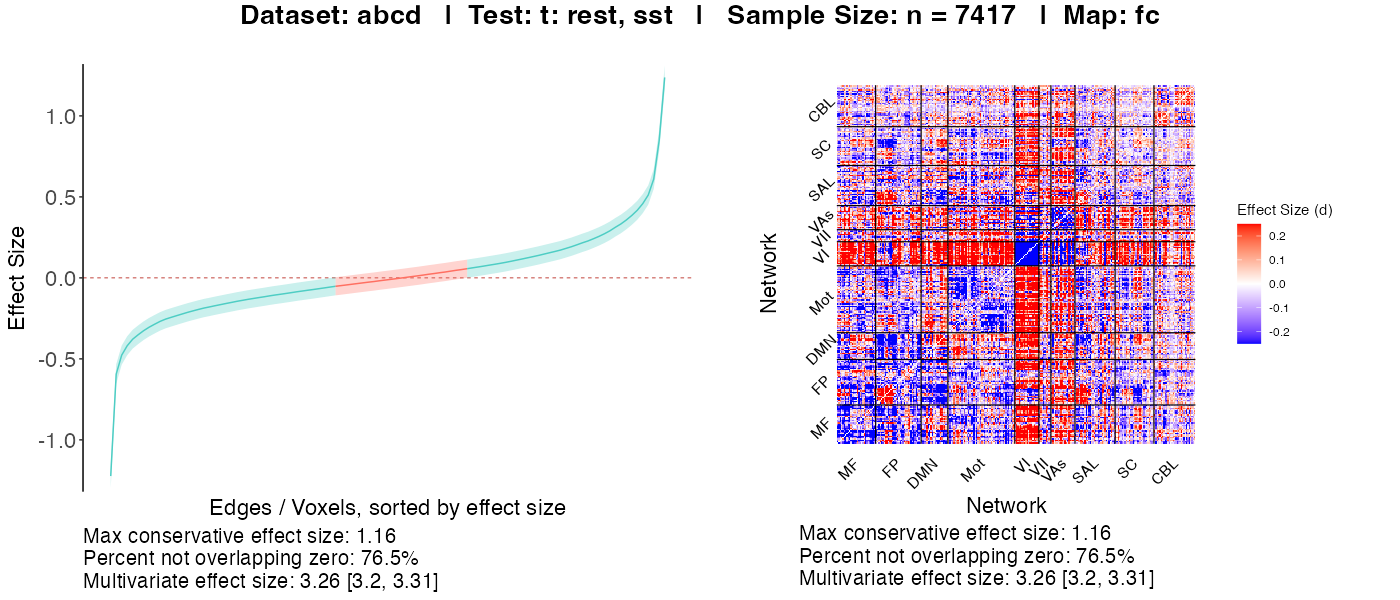 Dataset: abcd | Test: t: rest, sst | Sample Size: n = 7417 | Map: fc
Effect Size
1.0
0.5
0.0
-0.5
-1.0
Edges / Voxels, sorted by effect size
Max conservative effect size: 1.16
Percent not overlapping zero: 76.5%
Multivariate effect size: 3.26 [3.2, 3.31]
Network
CBL
SC
SAL
VAs
VII
VI
Mot
DMN
FP
MF
MF
FP
DMN
Mot
VI
VII
VAs
SAL
SC
CBL
Network
Max conservative effect size: 1.16
Percent not overlapping zero: 76.5%
Multivariate effect size: 3.26 [3.2, 3.31]
Effect Size (d)
0.2
0.1
0.0
-0.1
-0.2